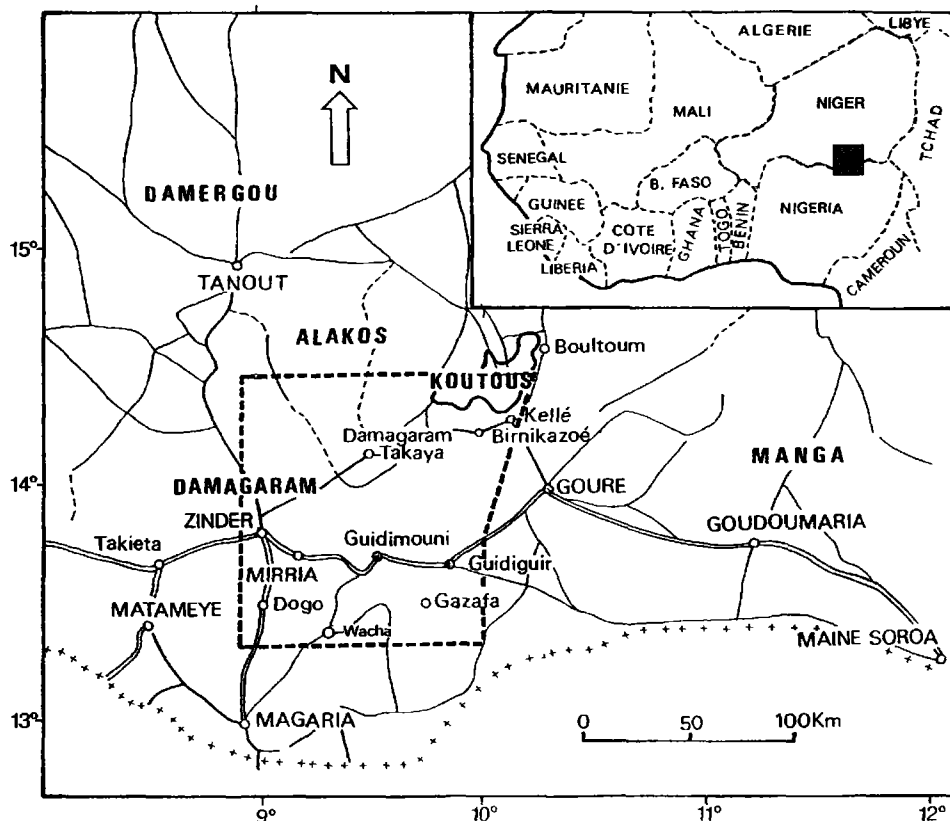 N
DAMERGOU
15°
TANOUT
ALAKOS
Boultoum
KOUTOUS
Kellé
Damagaram
Birnikazoé
Takaya
14°
DAMAGARAM
MANGA
GOURE
ZINDER
GOUDOUMARIA
Takieta
Guidimouni
MIRRIA
Guidiguir
MATAMEYE
Dogo
Gazafa
Wacha
MAINE SOROA
13°
MAGARIA
0 50 100Km
9° 10° 11° 12°
ALGERIE
LIBYE
MAURITANIE
MALI
NIGER
TCHAD
SENEGAL
B. FASO
GUINEE
NIGERIA
SIERRA
LEONE
COTE
D'IVOIRE
GHANA
TOGO
BENIN
LIBERIA
CAMEROUN